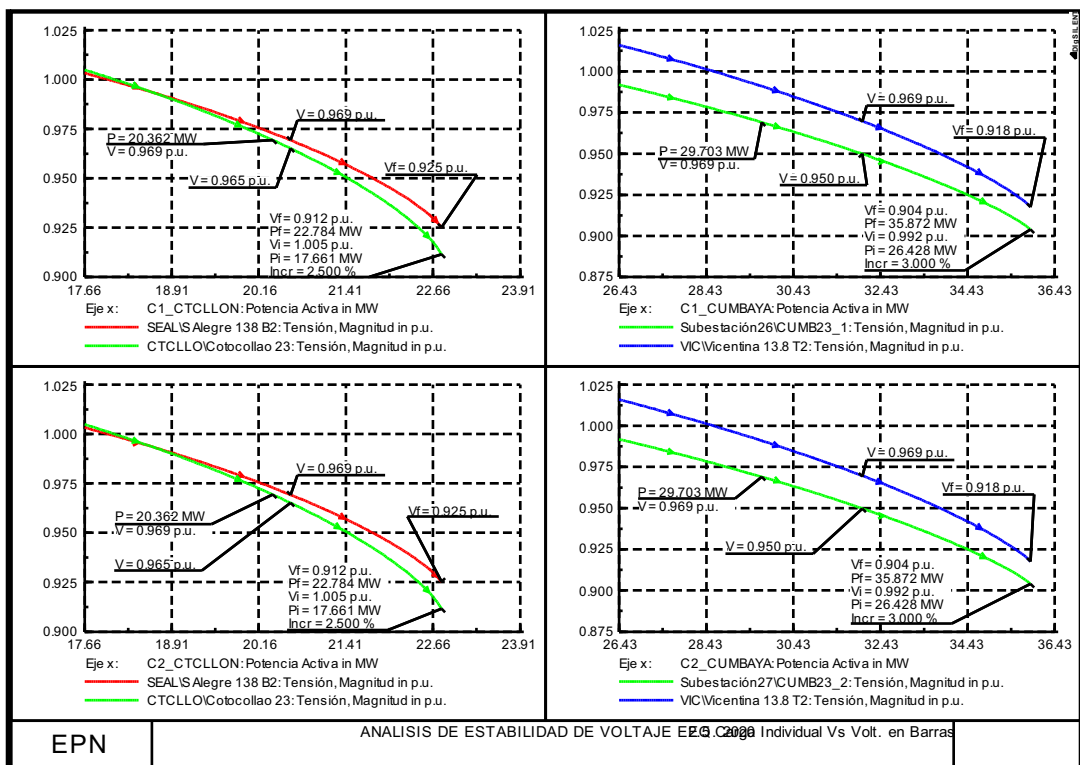 1.025
1.000
0.975
0.950
0.925
0.900
17.66 18.91 20.16 21.41 22.66 23.91
V = 0.969 p.u.
P = 20.362 MW
V = 0.969 p.u.
V = 0.965 p.u.
Vf = 0.925 p.u.
Vf = 0.912 p.u.
Pf = 22.784 MW
Vi = 1.005 p.u.
Pi = 17.661 MW
Incr = 2.500 %
Eje x: C1_CTCLLON: Potencia Activa in MW
SEAL\S Alegre 138 B2: Tensión, Magnitud in p.u.
CTCLLO\Cotocollao 23: Tensión, Magnitud in p.u.
1.025
1.000
0.975
0.950
0.925
0.900
0.875
26.43 28.43 30.43 32.43 34.43 36.43
V = 0.969 p.u.
P = 29.703 MW
V = 0.969 p.u.
V = 0.950 p.u.
Vf = 0.918 p.u.
Vf = 0.904 p.u.
Pf = 35.872 MW
Vi = 0.992 p.u.
Pi = 26.428 MW
Incr = 3.000 %
Eje x: C1_CUMBAYA: Potencia Activa in MW
Subestación26\CUMB23_1: Tensión, Magnitud in p.u.
VIC\Vicentina 13.8 T2: Tensión, Magnitud in p.u.
DIgSILENT
1.025
1.000
0.975
0.950
0.925
0.900
17.66 18.91 20.16 21.41 22.66 23.91
V = 0.969 p.u.
P = 20.362 MW
V = 0.969 p.u.
V = 0.965 p.u.
Vf = 0.925 p.u.
Vf = 0.912 p.u.
Pf = 22.784 MW
Vi = 1.005 p.u.
Pi = 17.661 MW
Incr = 2.500 %
Eje x: C2_CTCLLON: Potencia Activa in MW
SEAL\S Alegre 138 B2: Tensión, Magnitud in p.u.
CTCLLO\Cotocollao 23: Tensión, Magnitud in p.u.
1.025
1.000
0.975
0.950
0.925
0.900
0.875
26.43 28.43 30.43 32.43 34.43 36.43
V = 0.969 p.u.
P = 29.703 MW
V = 0.969 p.u.
V = 0.950 p.u.
Vf = 0.918 p.u.
Vf = 0.904 p.u.
Pf = 35.872 MW
Vi = 0.992 p.u.
Pi = 26.428 MW
Incr = 3.000 %
Eje x: C2_CUMBAYA: Potencia Activa in MW
Subestación27\CUMB23_2: Tensión, Magnitud in p.u.
VIC\Vicentina 13.8 T2: Tensión, Magnitud in p.u.
EPN
ANALISIS DE ESTABILIDAD DE VOLTAJE Individual Vs Volt. en Barras